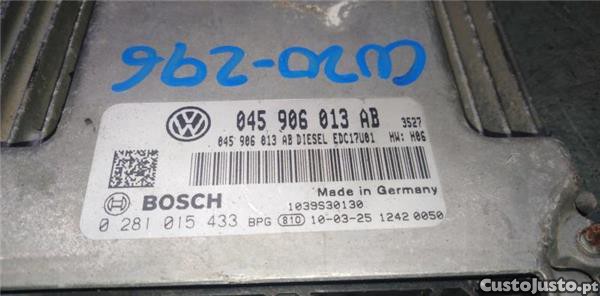 W20-296
045 906 013 AB 3527
045 906 013 AB DIESEL EDC17U01 HW: H06
BOSCH
Made in Germany
1039S30130
0 281 015 433 BPG 810 10-03-25 1242 0050
CustoJusto.pt